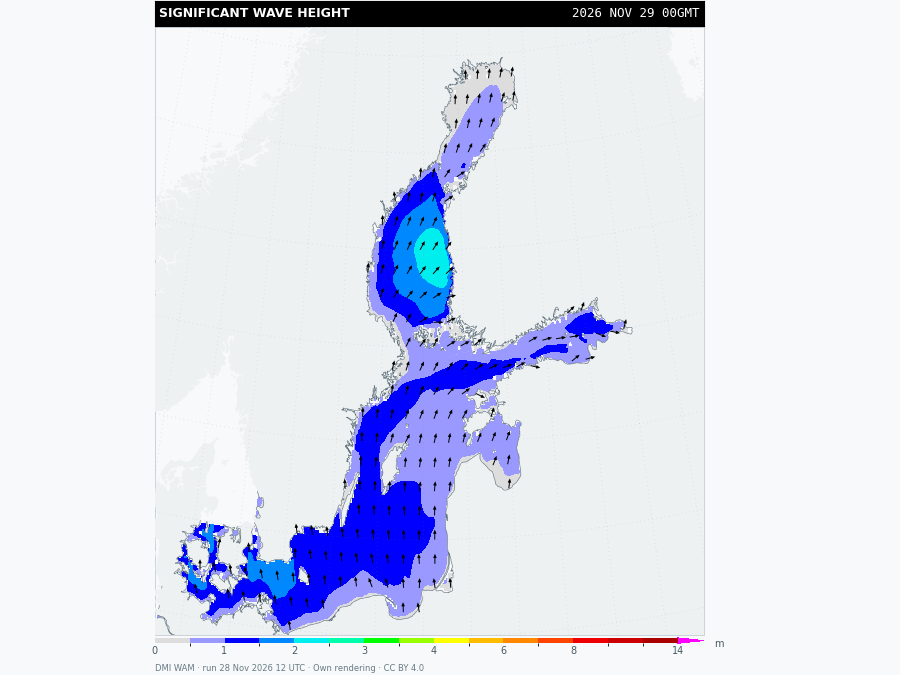 SIGNIFICANT WAVE HEIGHT 2026 NOV 29 00GMT
0 1 2 3 4 6 8 14 m
DMI WAM · run 28 Nov 2026 12 UTC · Own rendering · CC BY 4.0